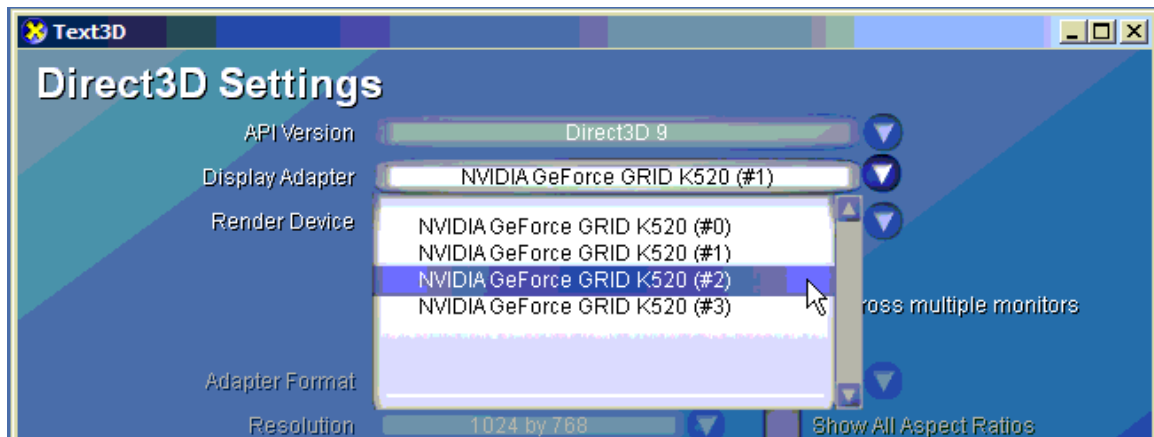 Text3D
Direct3D Settings
API Version Direct3D 9
Display Adapter NVIDIA GeForce GRID K520 (#1)
Render Device
NVIDIA GeForce GRID K520 (#0)
NVIDIA GeForce GRID K520 (#1)
NVIDIA GeForce GRID K520 (#2)
NVIDIA GeForce GRID K520 (#3)
ross multiple monitors
Adapter Format
Resolution 1024 by 768 Show All Aspect Ratios